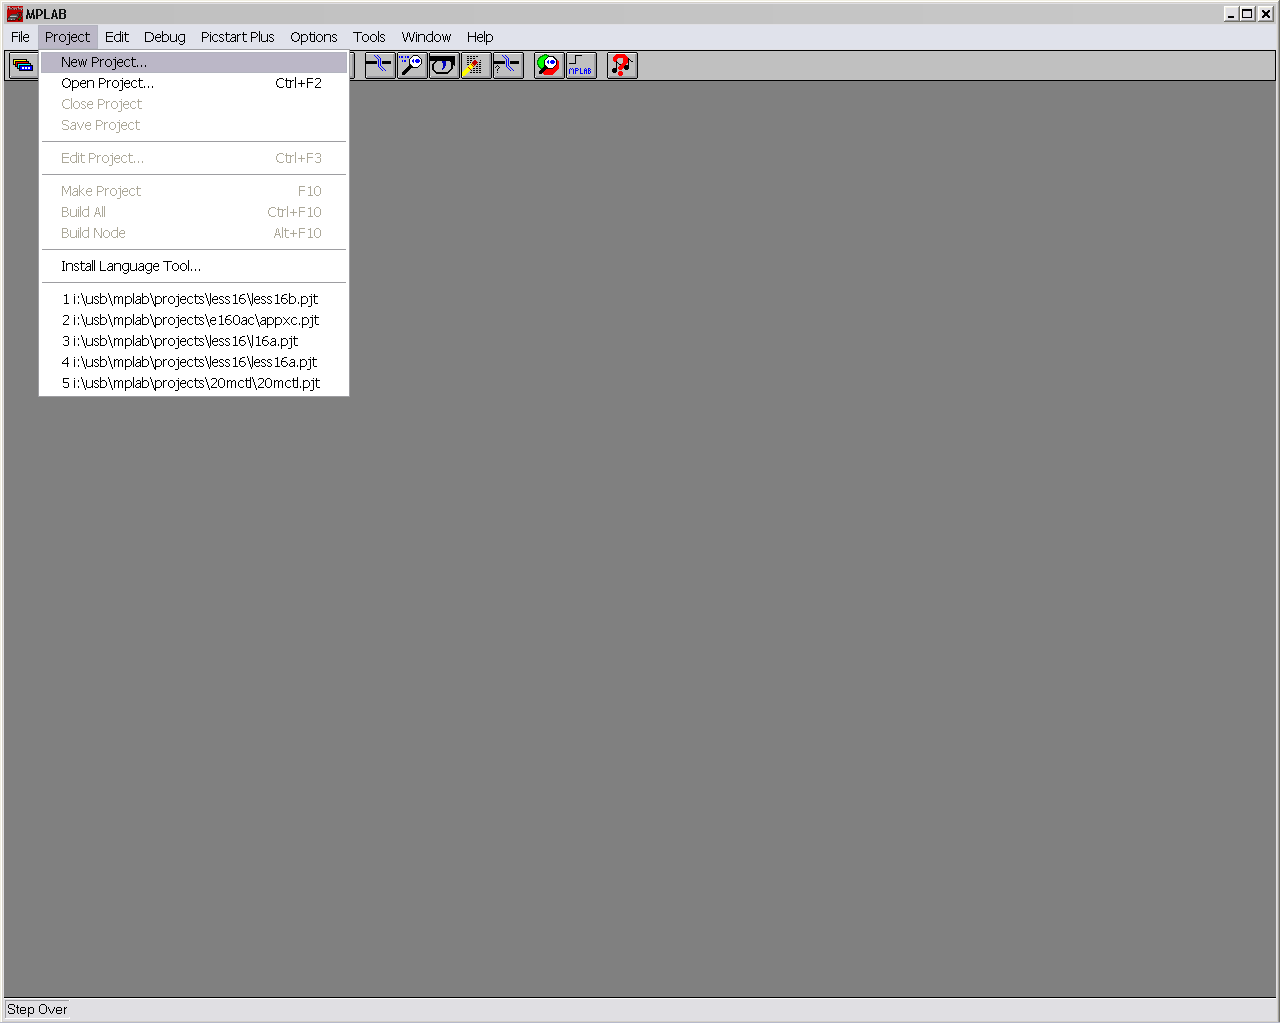 MPLAB
File Project Edit Debug Picstart Plus Options Tools Window Help
New Project...
Open Project... Ctrl+F2
Close Project
Save Project
Edit Project... Ctrl+F3
Make Project F10
Build All Ctrl+F10
Build Node Alt+F10
Install Language Tool...
1 i:\usb\mplab\projects\less16\less16b.pjt
2 i:\usb\mplab\projects\e160ac\appxc.pjt
3 i:\usb\mplab\projects\less16\l16a.pjt
4 i:\usb\mplab\projects\less16\less16a.pjt
5 i:\usb\mplab\projects\20mctl\20mctl.pjt
MPLAB
Step Over